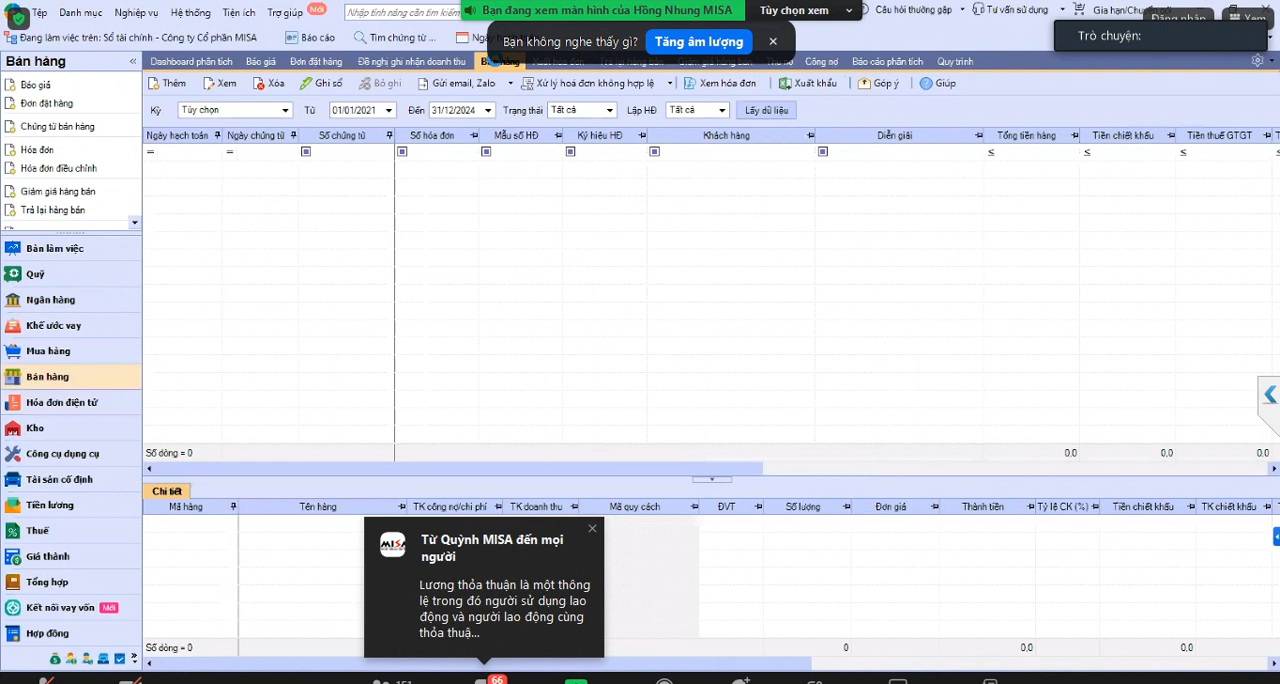 Tệp Danh mục Nghiệp vụ Hệ thống Tiện ích Trợ giúp Mới
Nhập tính năng cần tìm kiếm
Bạn đang xem màn hình của Hồng Nhung MISA
Tùy chọn xem
Câu hỏi thường gặp Tư vấn sử dụng
Đăng nhập
Xem
Đang làm việc trên: Sổ tài chính - Công ty Cổ phần MISA Báo cáo Tìm chứng từ ...
Bạn không nghe thấy gì? Tăng âm lượng
Trò chuyện:
Bán hàng
Dashboard phân tích Báo giá Đơn đặt hàng Đề nghị ghi nhận doanh thu Công nợ Báo cáo phân tích Quy trình
Thêm Xem Xóa Ghi sổ Bỏ ghi Gửi email, Zalo Xử lý hoá đơn không hợp lệ Xem hóa đơn Xuất khẩu Góp ý Giúp
Kỳ Tùy chọn Từ 01/01/2021 Đến 31/12/2024 Trạng thái Tất cả Lập HĐ Tất cả Lấy dữ liệu
Ngày hạch toán Ngày chứng từ Số chứng từ Số hóa đơn Mẫu số HĐ Ký hiệu HĐ Khách hàng Diễn giải Tổng tiền hàng Tiền chiết khấu Tiền thuế GTGT
= = ≤ ≤ ≤
Báo giá
Đơn đặt hàng
Chứng từ bán hàng
Hóa đơn
Hóa đơn điều chỉnh
Giảm giá hàng bán
Trả lại hàng bán
Bàn làm việc
Quỹ
Ngân hàng
Khế ước vay
Mua hàng
Bán hàng
Hóa đơn điện tử
Kho
Công cụ dụng cụ
Tài sản cố định
Tiền lương
Thuế
Giá thành
Tổng hợp
Kết nối vay vốn Mới
Hợp đồng
Số dòng = 0 0,0 0,0 0,0
Chi tiết
Mã hàng Tên hàng TK công nợ/chi phí TK doanh thu Mã quy cách ĐVT Số lượng Đơn giá Thành tiền Tỷ lệ CK (%) Tiền chiết khấu TK chiết khấu
MISA
Từ Quỳnh MISA đến mọi
người
Lương thỏa thuận là một thông
lệ trong đó người sử dụng lao
động và người lao động cùng
thỏa thuậ...
Số dòng = 0 0 0,0 0,0
66